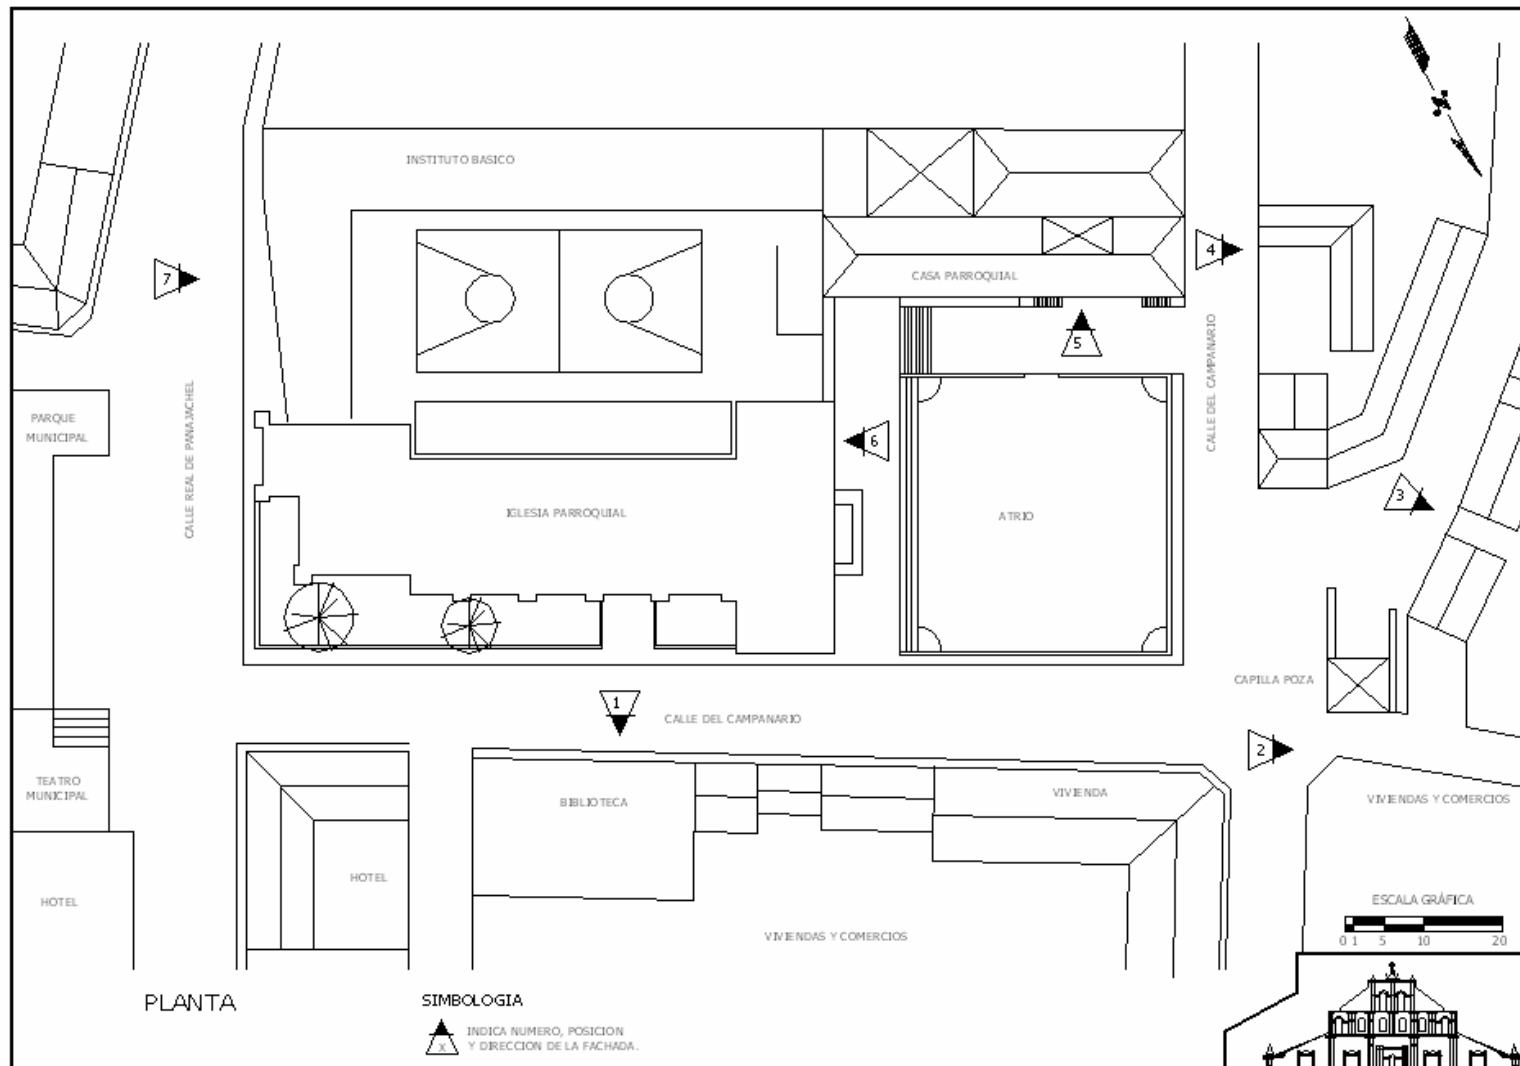 INSTITUTO BASICO
CASA PARROQUIAL
4
7
5
CALLE DEL CAMPANARIO
CALLE REAL DE PANAJACHEL
PARQUE
MUNICIPAL
6
3
IGLESIA PARROQUIAL
ATRIO
CAPILLA POZA
1
CALLE DEL CAMPANARIO
2
TEATRO
MUNICIPAL
BIBLIOTECA
VIVIENDA
VIVIENDAS Y COMERCIOS
HOTEL
HOTEL
ESCALA GRÁFICA
0 1 5 10 20
VIVIENDAS Y COMERCIOS
PLANTA
SIMBOLOGIA
X
INDICA NUMERO, POSICION
Y DIRECCION DE LA FACHADA.